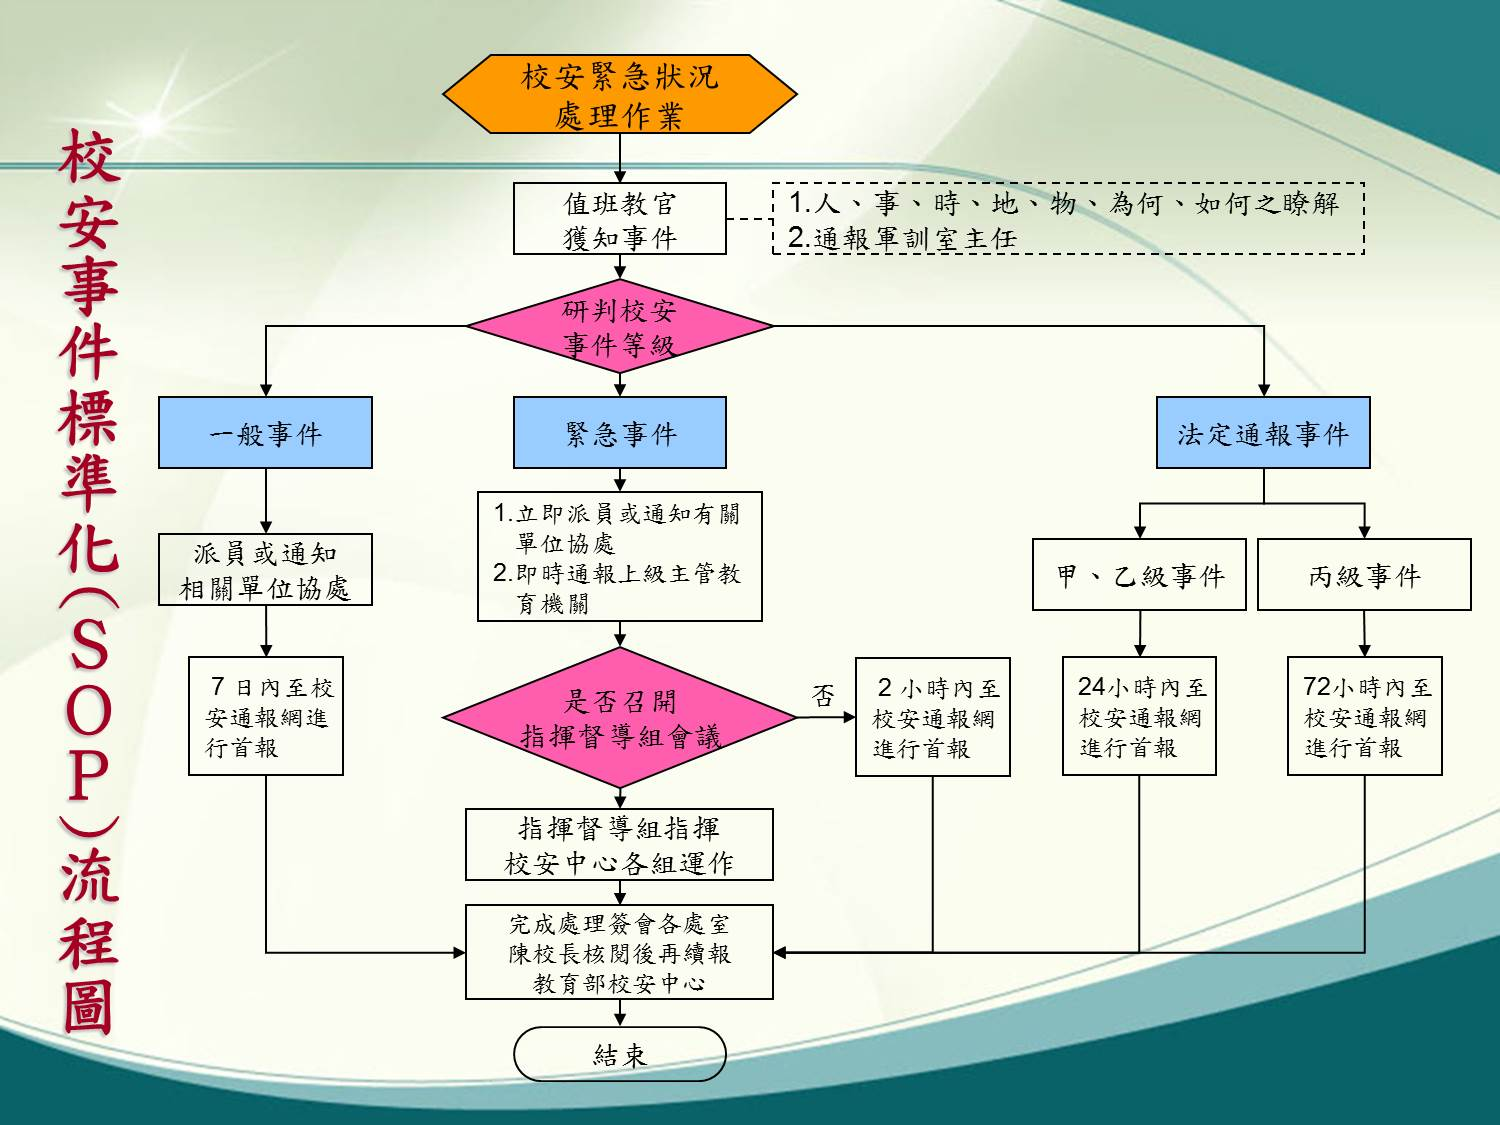 校安事件標準化(SOP)流程圖
校安緊急狀況
處理作業
值班教官
獲知事件
1.人、事、時、地、物、為何、如何之瞭解
2.通報軍訓室主任
研判校安
事件等級
一般事件
緊急事件
法定通報事件
派員或通知
相關單位協處
1.立即派員或通知有關
單位協處
2.即時通報上級主管教
育機關
甲、乙級事件
丙級事件
7 日內至校
安通報網進
行首報
是否召開
指揮督導組會議
否
2 小時內至
校安通報網
進行首報
24小時內至
校安通報網
進行首報
72小時內至
校安通報網
進行首報
指揮督導組指揮
校安中心各組運作
完成處理簽會各處室
陳校長核閱後再續報
教育部校安中心
結束